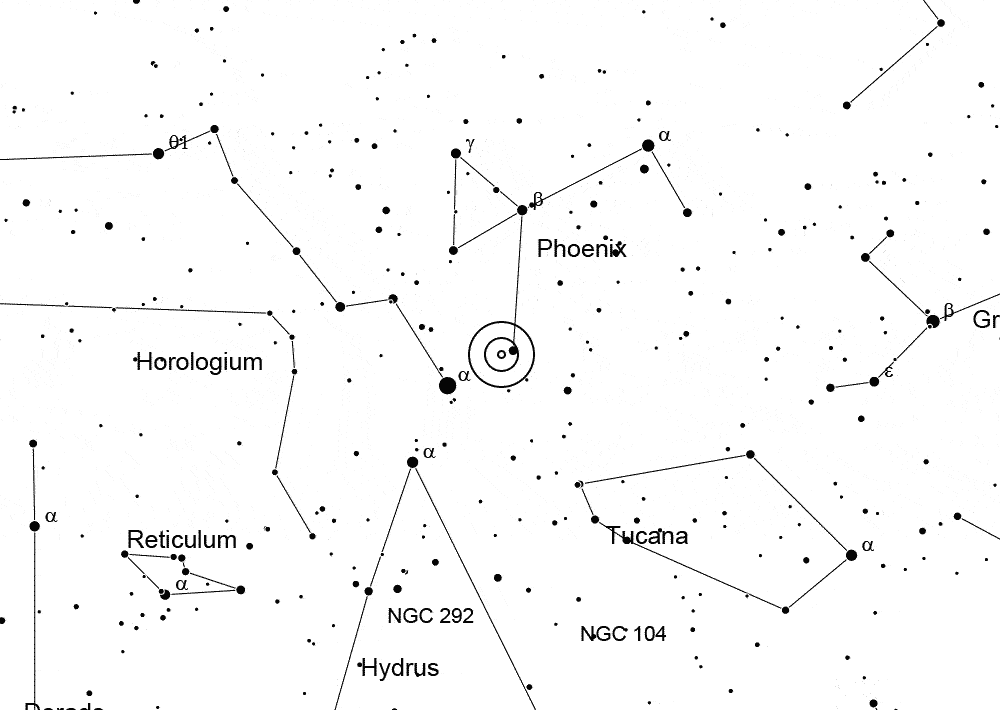 θ1
γ
α
β
Phoenix
β
Gr
Horologium
α
ε
α
α
Reticulum
Tucana
α
α
NGC 292
NGC 104
Hydrus
Dorado